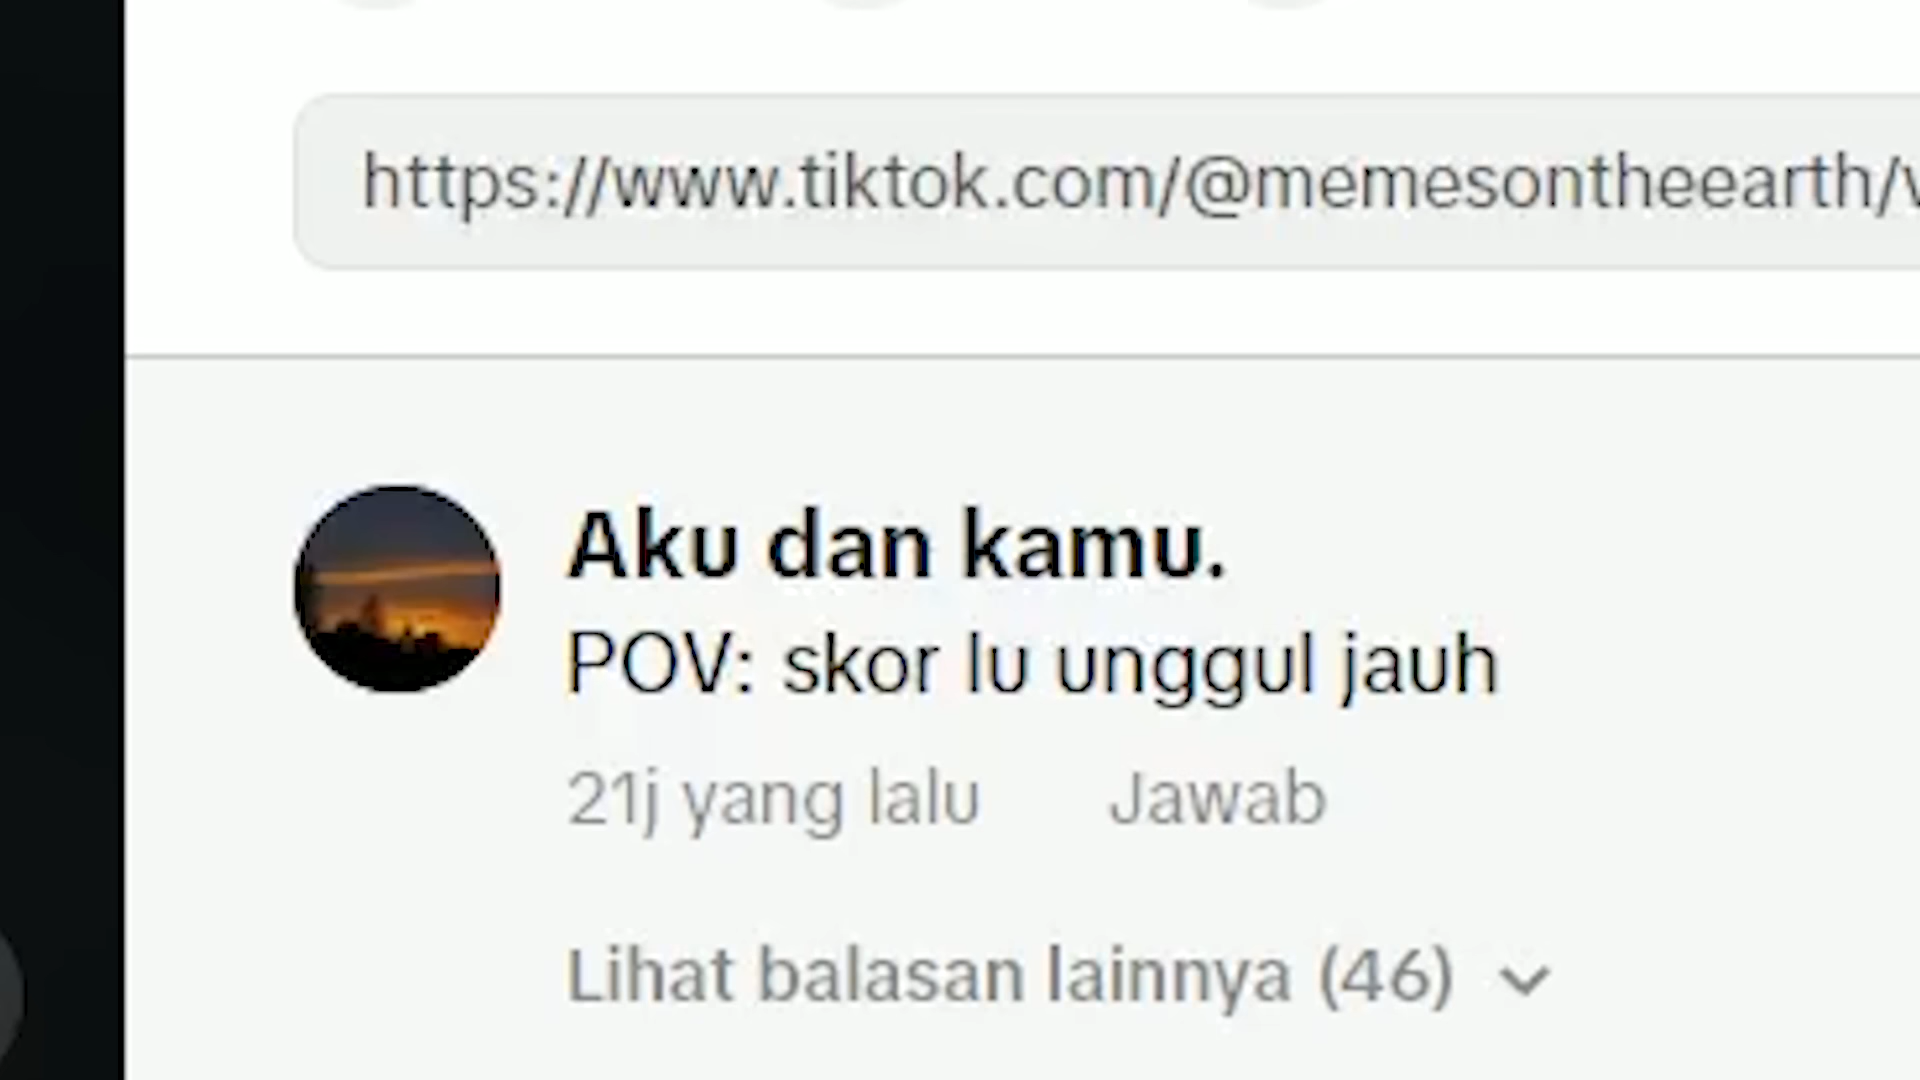 https://www.tiktok.com/@memesontheearth/
Aku dan kamu.
POV: skor lu unggul jauh
21j yang lalu Jawab
Lihat balasan lainnya (46)